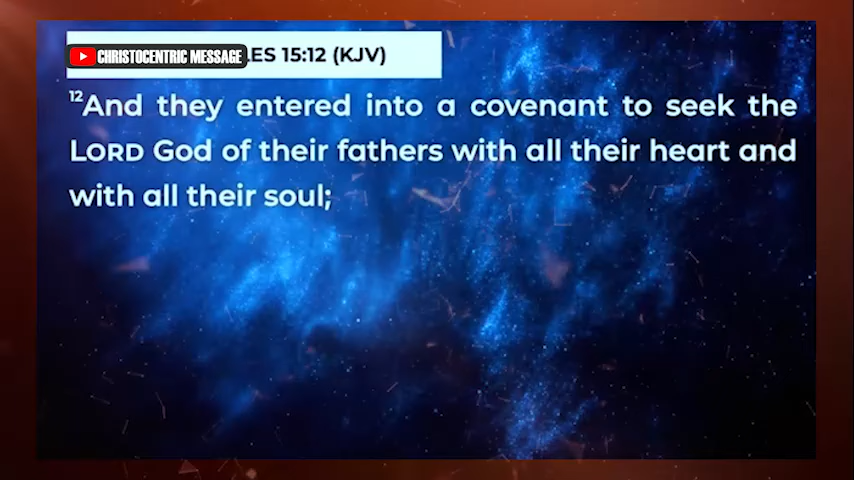 CHRISTOCENTRIC MESSAGE
LES 15:12 (KJV)
12And they entered into a covenant to seek the
LORD God of their fathers with all their heart and
with all their soul;